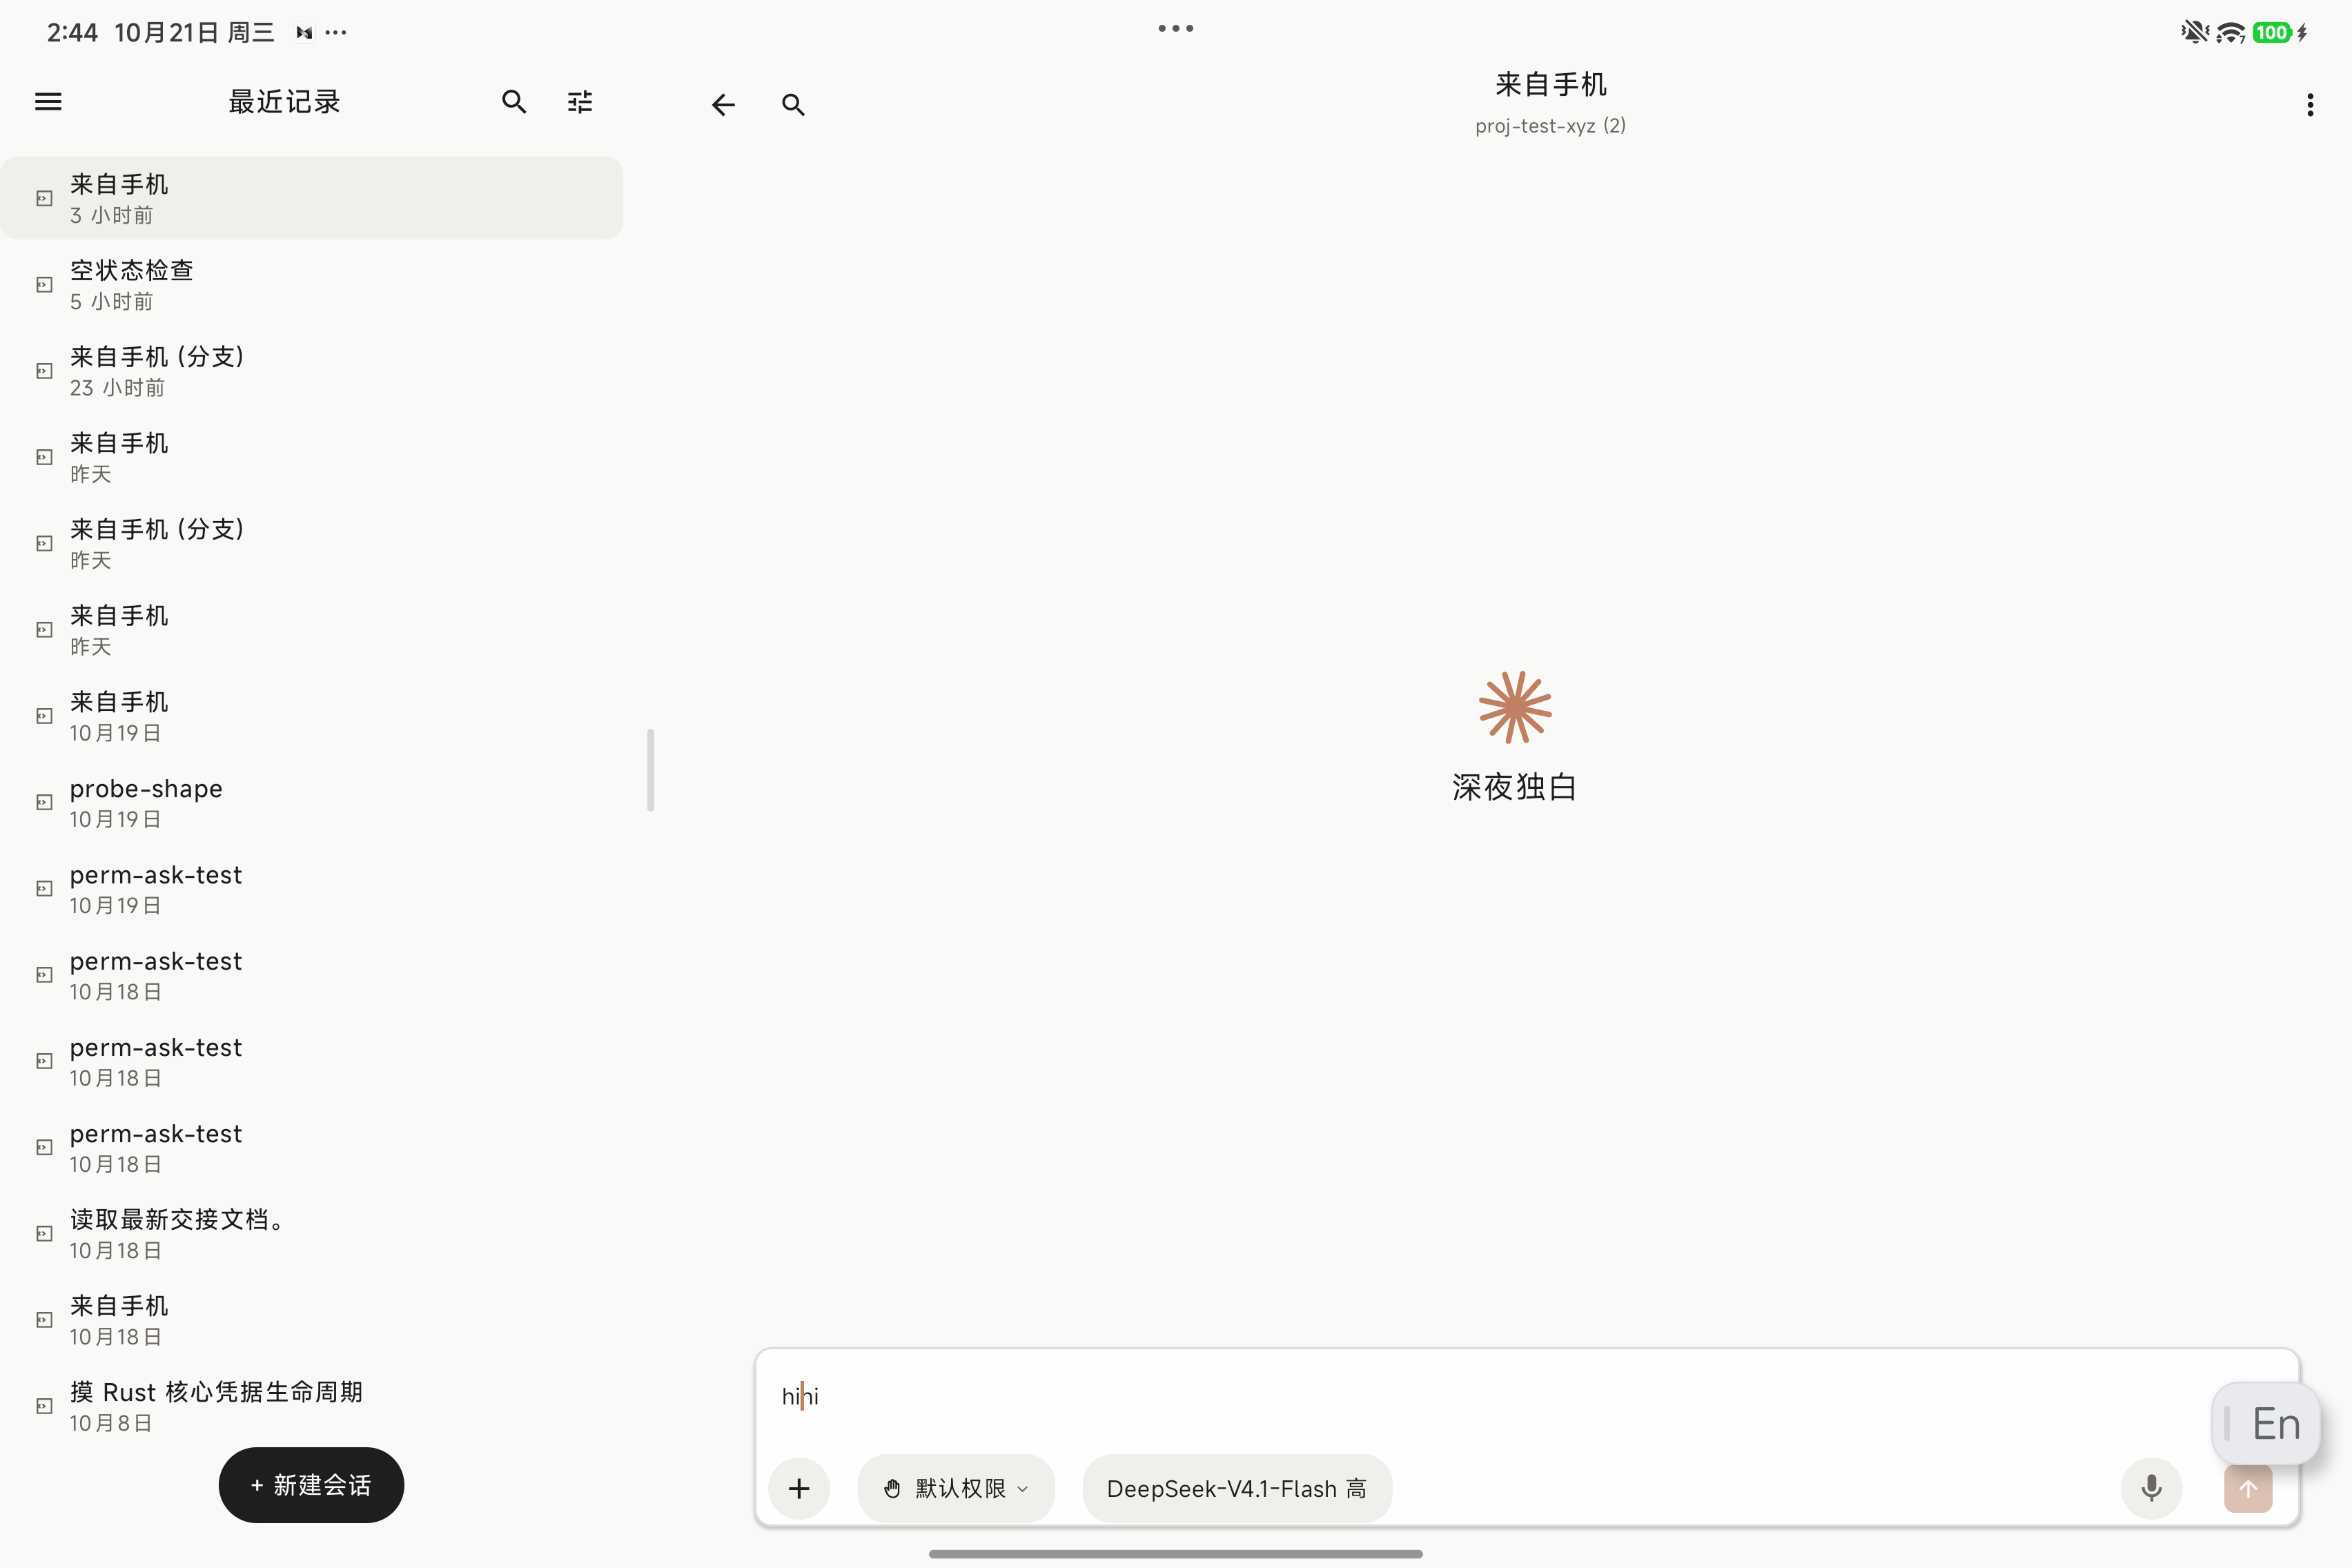 2:44 10月21日 周三
100
最近记录
来自手机
3 小时前
空状态检查
5 小时前
来自手机 (分支)
23 小时前
来自手机
昨天
来自手机 (分支)
昨天
来自手机
昨天
来自手机
10月19日
probe-shape
10月19日
perm-ask-test
10月19日
perm-ask-test
10月18日
perm-ask-test
10月18日
perm-ask-test
10月18日
读取最新交接文档。
10月18日
来自手机
10月18日
摸 Rust 核心凭据生命周期
10月8日
+ 新建会话
来自手机
proj-test-xyz (2)
深夜独白
hihi
En
默认权限
DeepSeek-V4.1-Flash 高